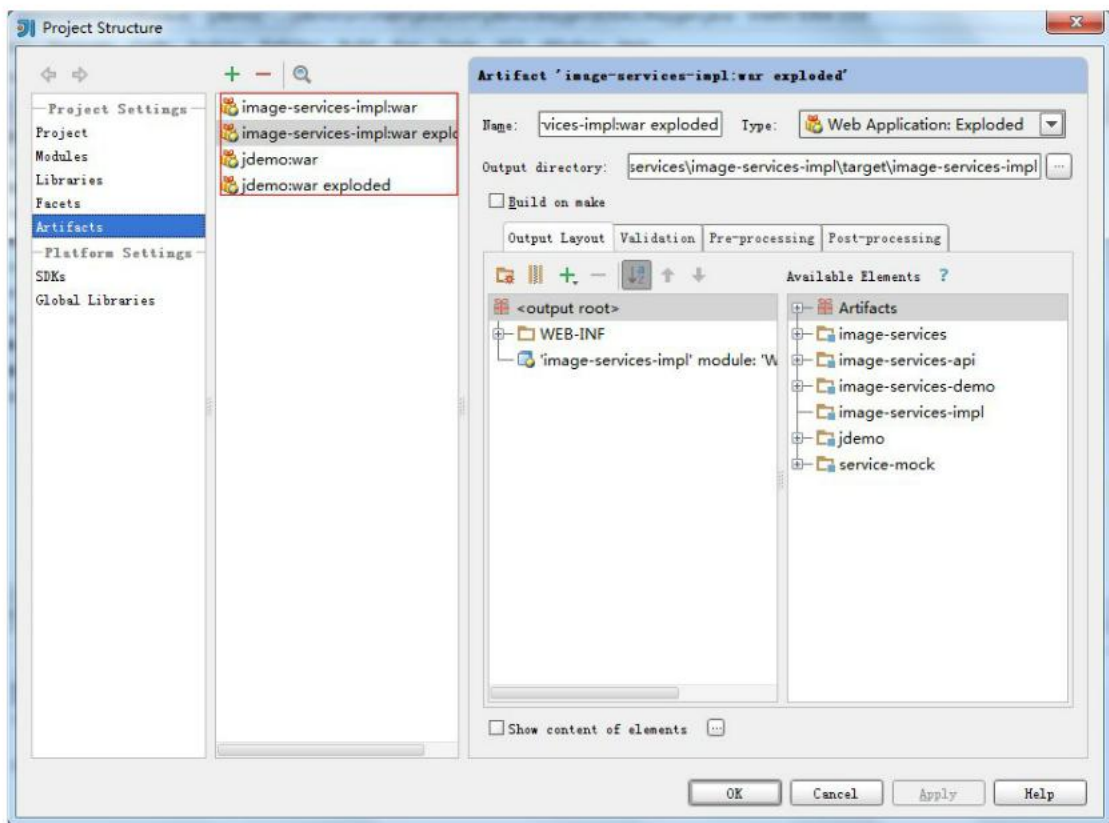 Project Structure
Project Settings
Project
Modules
Libraries
Facets
Artifacts
Platform Settings
SDKs
Global Libraries
image-services-impl:war
image-services-impl:war explo
jdemo:war
jdemo:war exploded
Artifact 'image-services-impl:war exploded'
Name: vices-impl:war exploded Type: Web Application: Exploded
Output directory: services\image-services-impl\target\image-services-impl ...
Build on make
Output Layout Validation Pre-processing Post-processing
Available Elements ?
<output root>
WEB-INF
'image-services-impl' module: 'W
Artifacts
image-services
image-services-api
image-services-demo
image-services-impl
jdemo
service-mock
Show content of elements ...
OK Cancel Apply Help